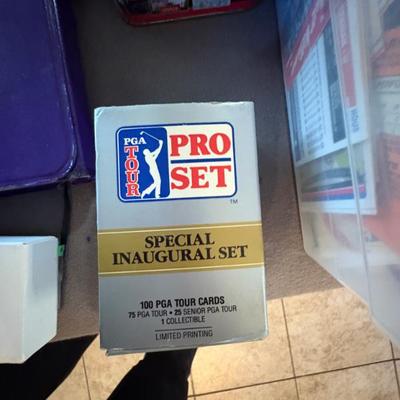 PGA
TOUR
PRO
SET
TM
SPECIAL
INAUGURAL SET
100 PGA TOUR CARDS
75 PGA TOUR • 25 SENIOR PGA TOUR
1 COLLECTIBLE
LIMITED PRINTING